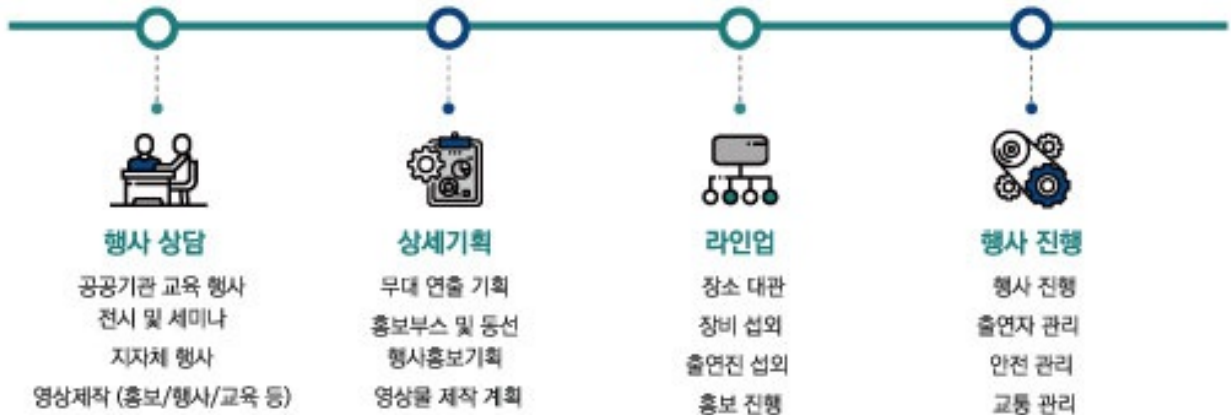 행사 상담
공공기관 교육 행사
전시 및 세미나
지자체 행사
영상제작 (홍보/행사/교육 등)
상세기획
무대 연출 기획
홍보부스 및 동선
행사홍보기획
영상물 제작 계획
라인업
장소 대관
장비 섭외
출연진 섭외
홍보 진행
행사 진행
행사 진행
출연자 관리
안전 관리
교통 관리